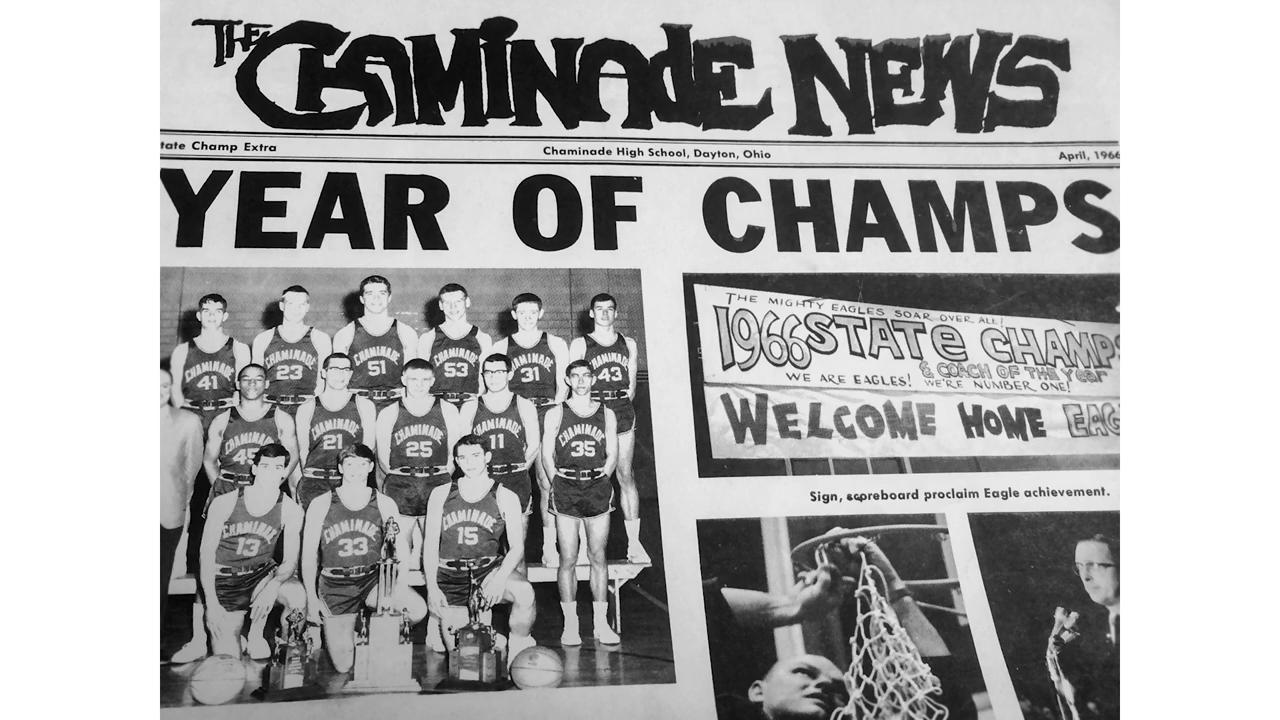 THE CHAMINADE NEWS
tate Champ Extra
Chaminade High School, Dayton, Ohio
April, 1966
YEAR OF CHAMPS
CHAMINADE
41
CHAMINADE
23
CHAMINADE
51
CHAMINADE
53
CHAMINADE
31
CHAMINADE
43
CHAMINADE
45
CHAMINADE
21
CHAMINADE
25
CHAMINADE
11
CHAMINADE
35
CHAMINADE
13
CHAMINADE
33
CHAMINADE
15
THE MIGHTY EAGLES SOAR OVER ALL!
1966 STATE CHAMPS
& COACH OF THE YEAR
WE ARE EAGLES! WE'RE NUMBER ONE!
WELCOME HOME EAG
Sign, scoreboard proclaim Eagle achievement.